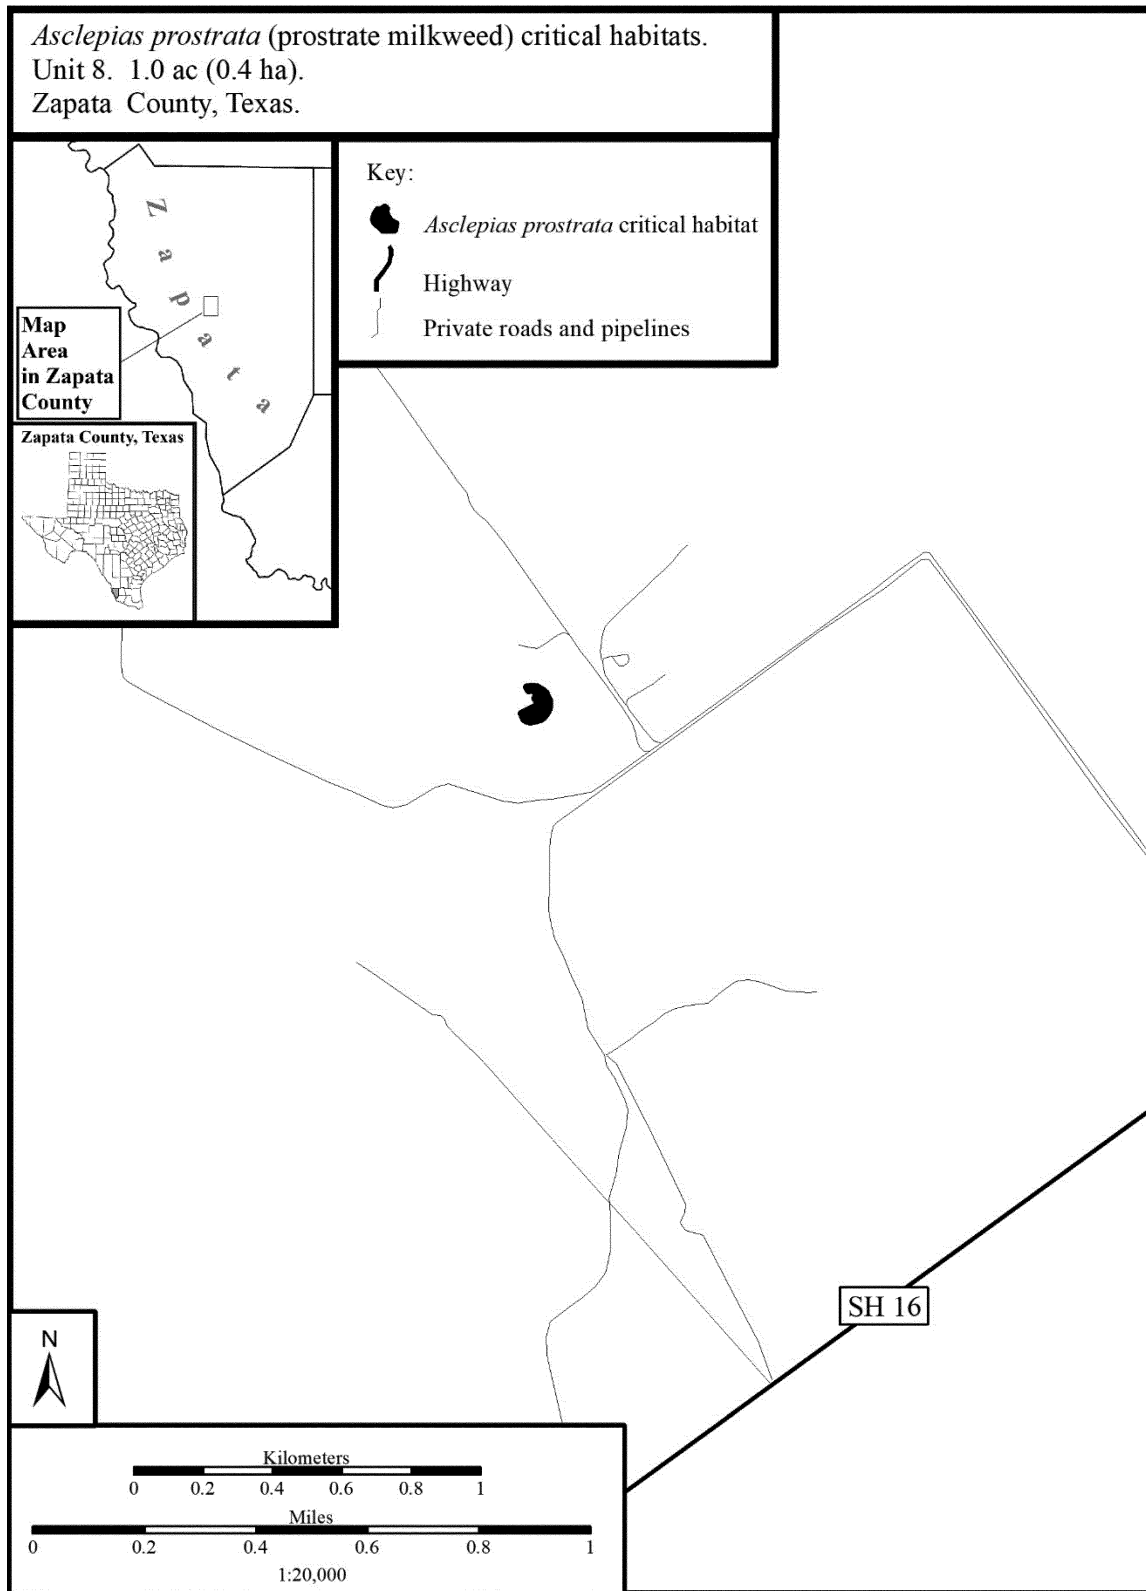 Asclepias prostrata (prostrate milkweed) critical habitats.
Unit 8. 1.0 ac (0.4 ha).
Zapata County, Texas.
Key:
Asclepias prostrata critical habitat
Highway
Private roads and pipelines
Zapata
Map
Area
in Zapata
County
Zapata County, Texas
SH 16
N
Kilometers
0 0.2 0.4 0.6 0.8 1
Miles
0 0.2 0.4 0.6 0.8 1
1:20,000